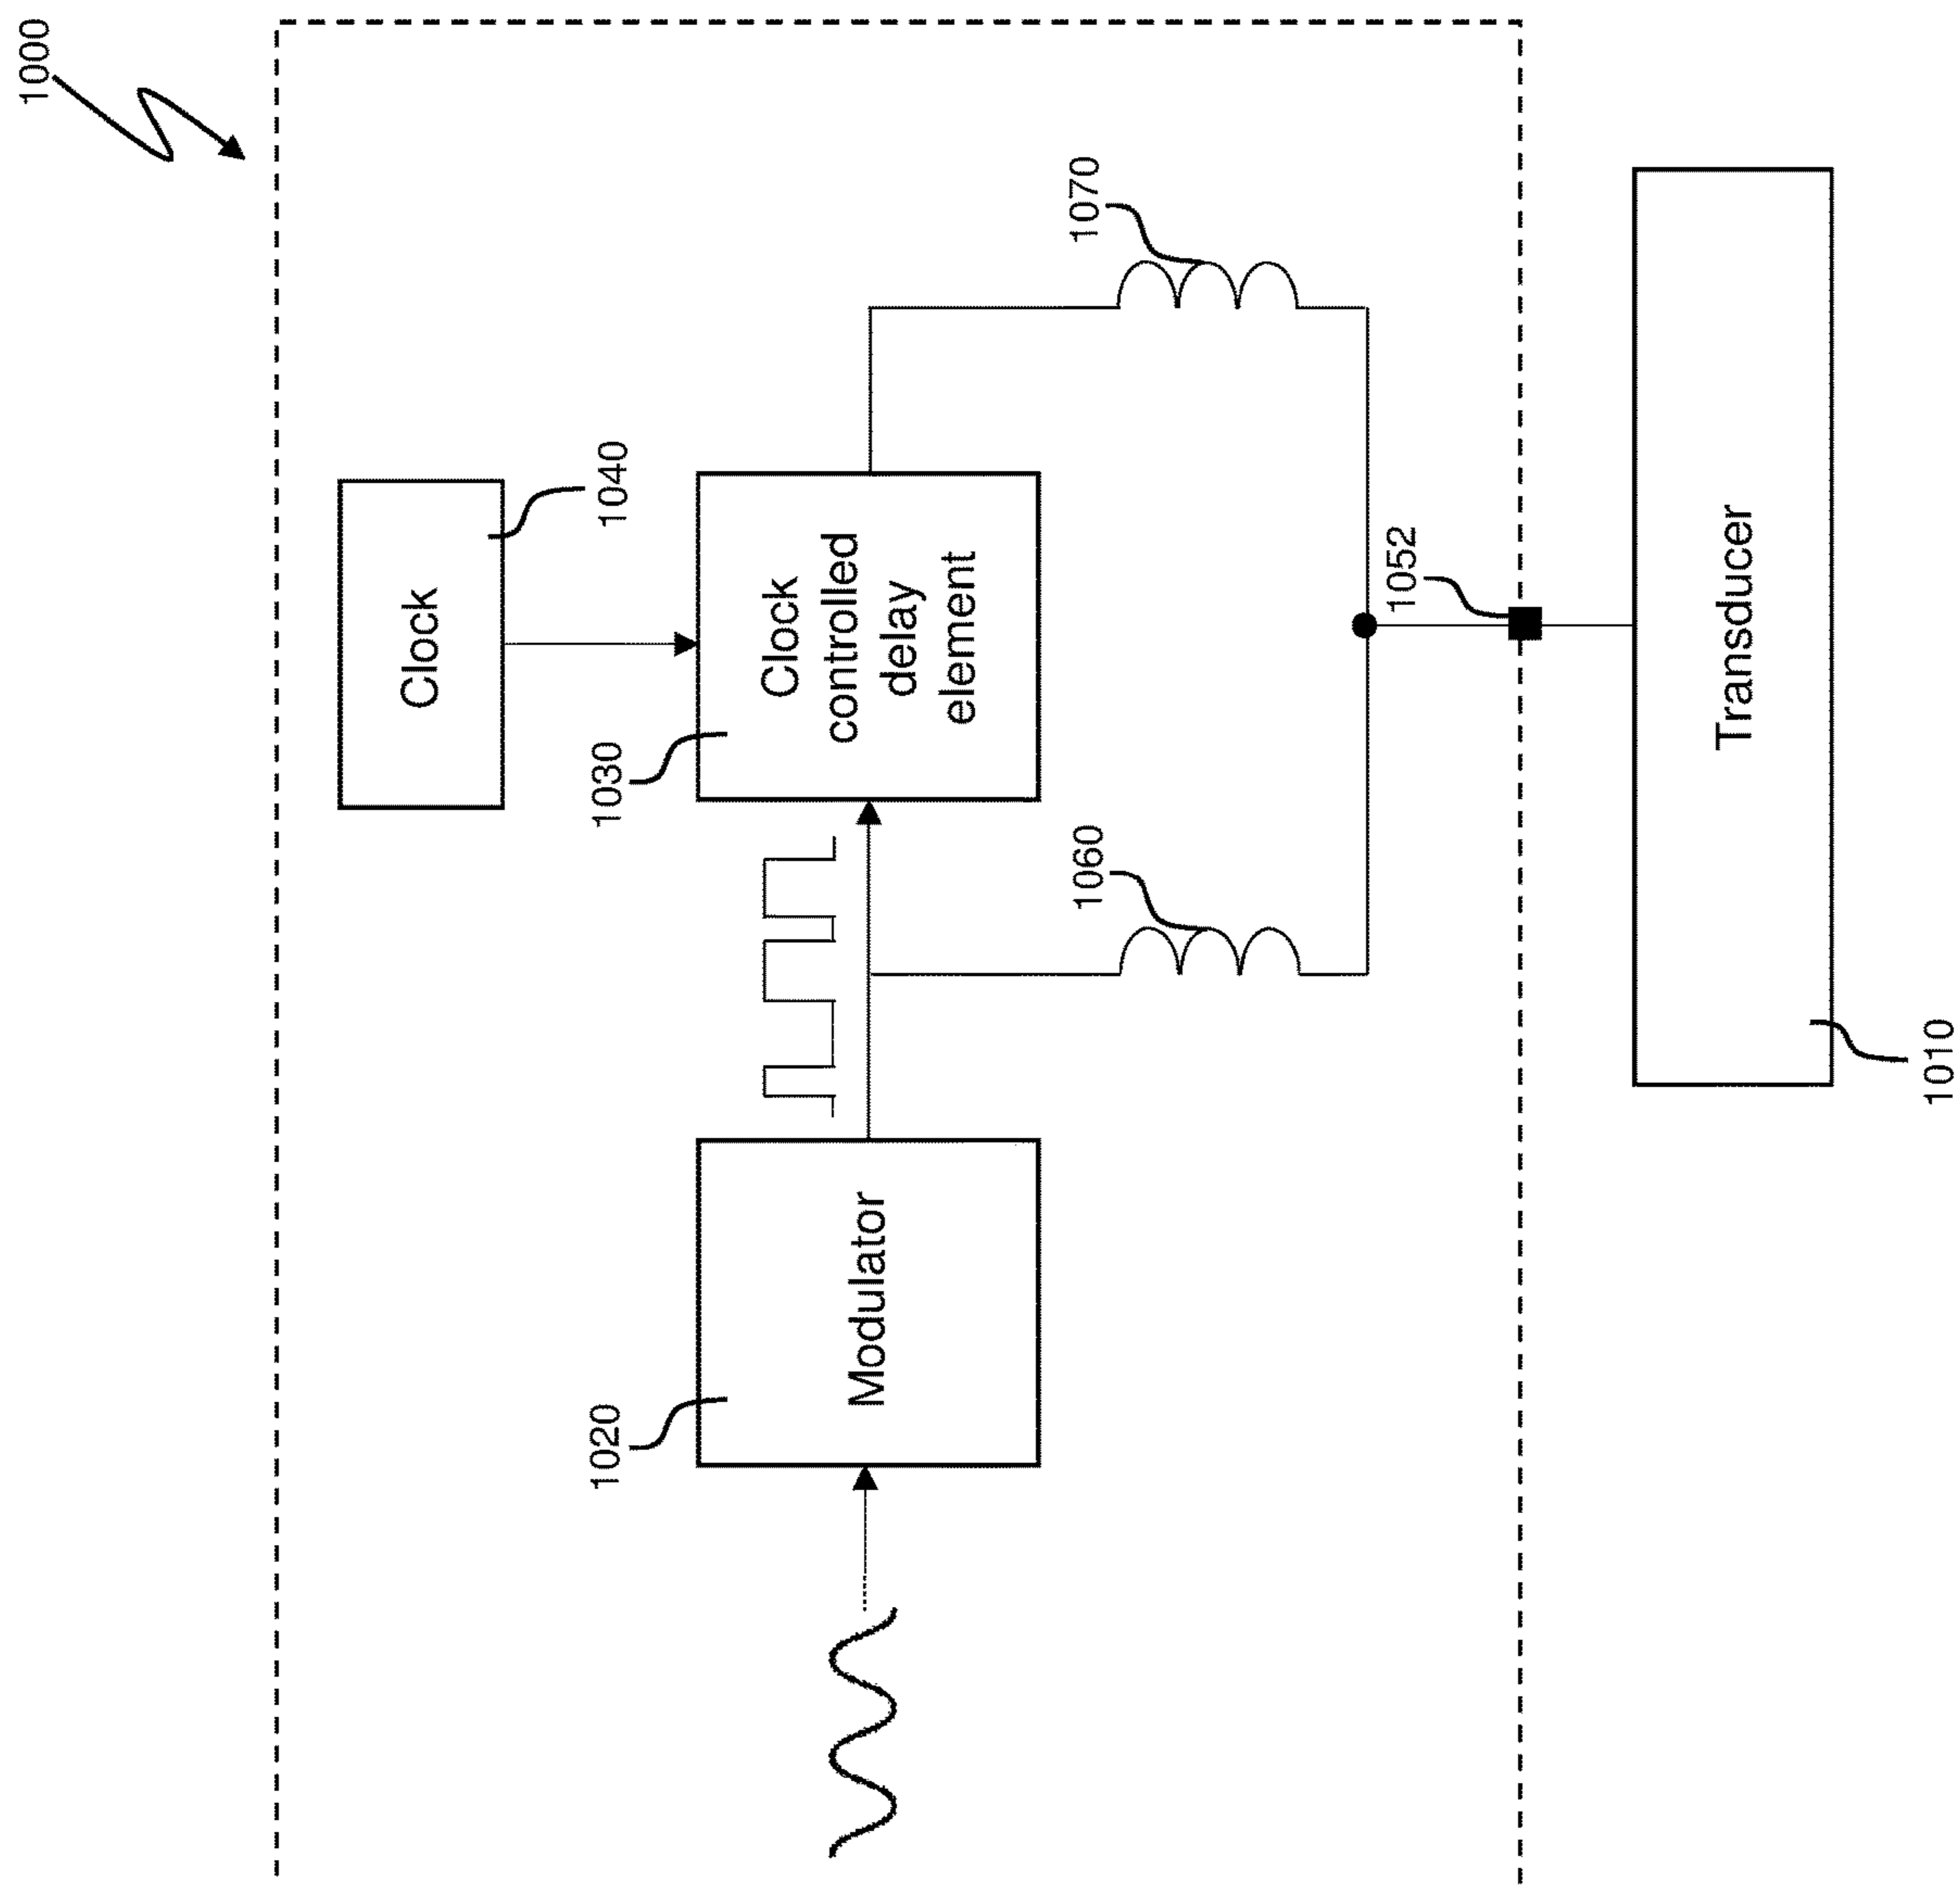 1000
Clock
1040
1030
Clock
controlled
delay
element
1020
Modulator
1060
1070
1052
Transducer
1010